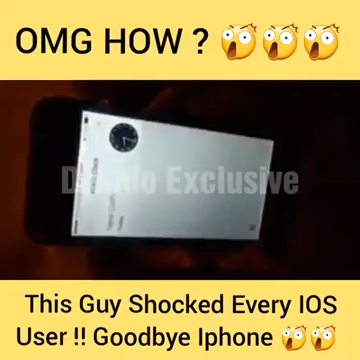 OMG HOW ? 😲😲😲
Exclusive
This Guy Shocked Every IOS
User !! Goodbye Iphone 😲😲